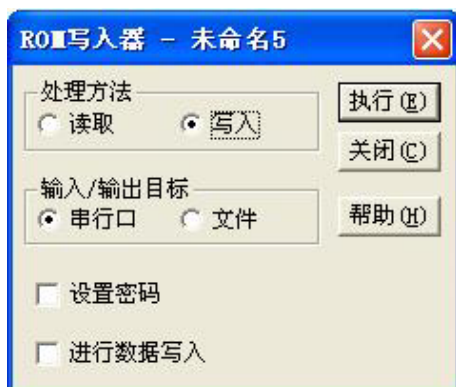 ROM写入器 - 未命名5
处理方法
读取 写入
执行(E)
关闭(C)
输入/输出目标
串行口 文件
帮助(H)
设置密码
进行数据写入